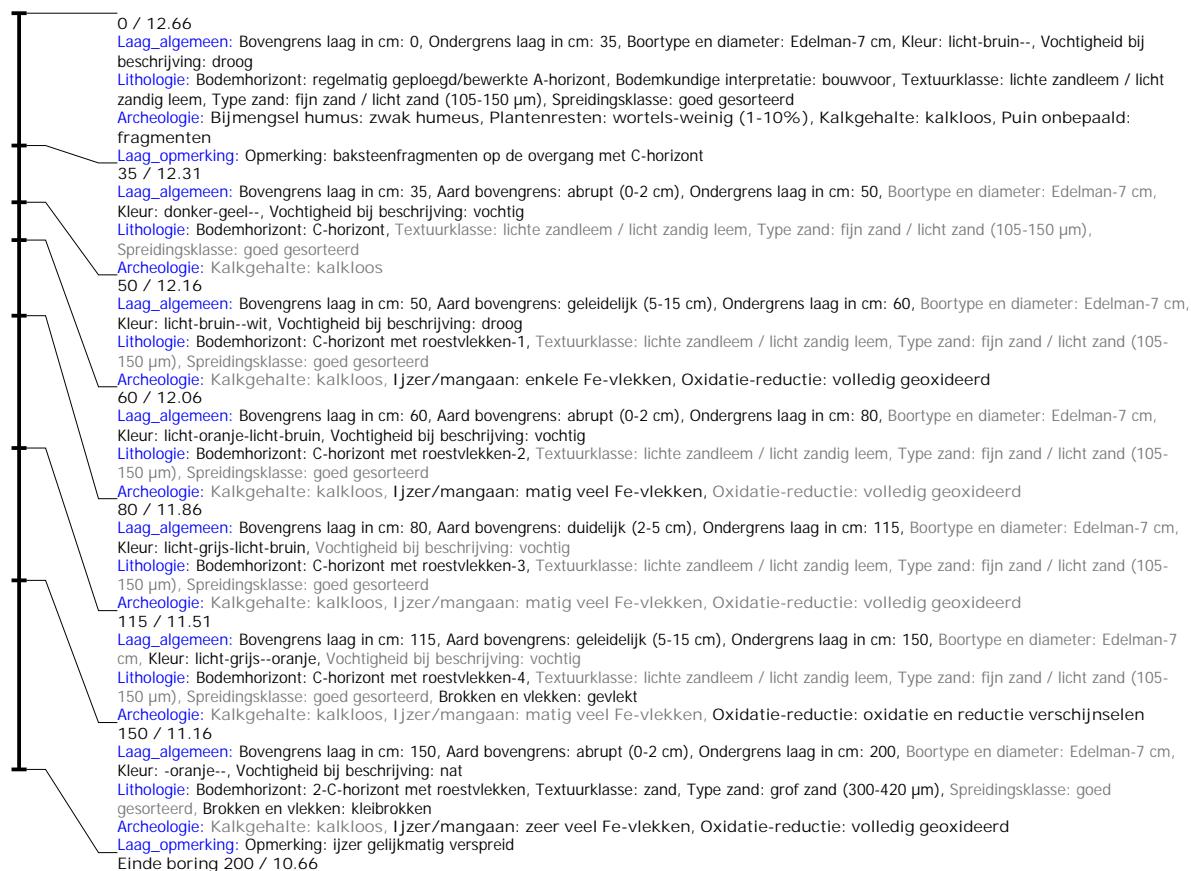 0 / 12.66
Laag_algemeen: Bovengrens laag in cm: 0, Ondergrens laag in cm: 35, Boortype en diameter: Edelman-7 cm, Kleur: licht-bruin--, Vochtigheid bij
beschrijving: droog
Lithologie: Bodemhorizont: regelmatig geploegd/bewerkte A-horizont, Bodemkundige interpretatie: bouwvoor, Textuurklasse: lichte zandleem / licht
zandig leem, Type zand: fijn zand / licht zand (105-150 µm), Spreidingsklasse: goed gesorteerd
Archeologie: Bijmengsel humus: zwak humeus, Plantenresten: wortels-weinig (1-10%), Kalkgehalte: kalkloos, Puin onbepaald:
fragmenten
Laag_opmerking: Opmerking: baksteenfragmenten op de overgang met C-horizont
35 / 12.31
Laag_algemeen: Bovengrens laag in cm: 35, Aard bovengrens: abrupt (0-2 cm), Ondergrens laag in cm: 50, Boortype en diameter: Edelman-7 cm,
Kleur: donker-geel--, Vochtigheid bij beschrijving: vochtig
Lithologie: Bodemhorizont: C-horizont, Textuurklasse: lichte zandleem / licht zandig leem, Type zand: fijn zand / licht zand (105-150 µm),
Spreidingsklasse: goed gesorteerd
Archeologie: Kalkgehalte: kalkloos
50 / 12.16
Laag_algemeen: Bovengrens laag in cm: 50, Aard bovengrens: geleidelijk (5-15 cm), Ondergrens laag in cm: 60, Boortype en diameter: Edelman-7 cm,
Kleur: licht-bruin--wit, Vochtigheid bij beschrijving: droog
Lithologie: Bodemhorizont: C-horizont met roestvlekken-1, Textuurklasse: lichte zandleem / licht zandig leem, Type zand: fijn zand / licht zand (105-
150 µm), Spreidingsklasse: goed gesorteerd
Archeologie: Kalkgehalte: kalkloos, Ijzer/mangaan: enkele Fe-vlekken, Oxidatie-reductie: volledig geoxideerd
60 / 12.06
Laag_algemeen: Bovengrens laag in cm: 60, Aard bovengrens: abrupt (0-2 cm), Ondergrens laag in cm: 80, Boortype en diameter: Edelman-7 cm,
Kleur: licht-oranje-licht-bruin, Vochtigheid bij beschrijving: vochtig
Lithologie: Bodemhorizont: C-horizont met roestvlekken-2, Textuurklasse: lichte zandleem / licht zandig leem, Type zand: fijn zand / licht zand (105-
150 µm), Spreidingsklasse: goed gesorteerd
Archeologie: Kalkgehalte: kalkloos, Ijzer/mangaan: matig veel Fe-vlekken, Oxidatie-reductie: volledig geoxideerd
80 / 11.86
Laag_algemeen: Bovengrens laag in cm: 80, Aard bovengrens: duidelijk (2-5 cm), Ondergrens laag in cm: 115, Boortype en diameter: Edelman-7 cm,
Kleur: licht-grijs-licht-bruin, Vochtigheid bij beschrijving: vochtig
Lithologie: Bodemhorizont: C-horizont met roestvlekken-3, Textuurklasse: lichte zandleem / licht zandig leem, Type zand: fijn zand / licht zand (105-
150 µm), Spreidingsklasse: goed gesorteerd
Archeologie: Kalkgehalte: kalkloos, Ijzer/mangaan: matig veel Fe-vlekken, Oxidatie-reductie: volledig geoxideerd
115 / 11.51
Laag_algemeen: Bovengrens laag in cm: 115, Aard bovengrens: geleidelijk (5-15 cm), Ondergrens laag in cm: 150, Boortype en diameter: Edelman-7
cm, Kleur: licht-grijs--oranje, Vochtigheid bij beschrijving: vochtig
Lithologie: Bodemhorizont: C-horizont met roestvlekken-4, Textuurklasse: lichte zandleem / licht zandig leem, Type zand: fijn zand / licht zand (105-
150 µm), Spreidingsklasse: goed gesorteerd, Brokken en vlekken: gevlekt
Archeologie: Kalkgehalte: kalkloos, Ijzer/mangaan: matig veel Fe-vlekken, Oxidatie-reductie: oxidatie en reductie verschijnselen
150 / 11.16
Laag_algemeen: Bovengrens laag in cm: 150, Aard bovengrens: abrupt (0-2 cm), Ondergrens laag in cm: 200, Boortype en diameter: Edelman-7 cm,
Kleur: -oranje--, Vochtigheid bij beschrijving: nat
Lithologie: Bodemhorizont: 2-C-horizont met roestvlekken, Textuurklasse: zand, Type zand: grof zand (300-420 µm), Spreidingsklasse: goed
gesorteerd, Brokken en vlekken: kleibrokken
Archeologie: Kalkgehalte: kalkloos, Ijzer/mangaan: zeer veel Fe-vlekken, Oxidatie-reductie: volledig geoxideerd
Laag_opmerking: Opmerking: ijzer gelijkmatig verspreid
Einde boring 200 / 10.66